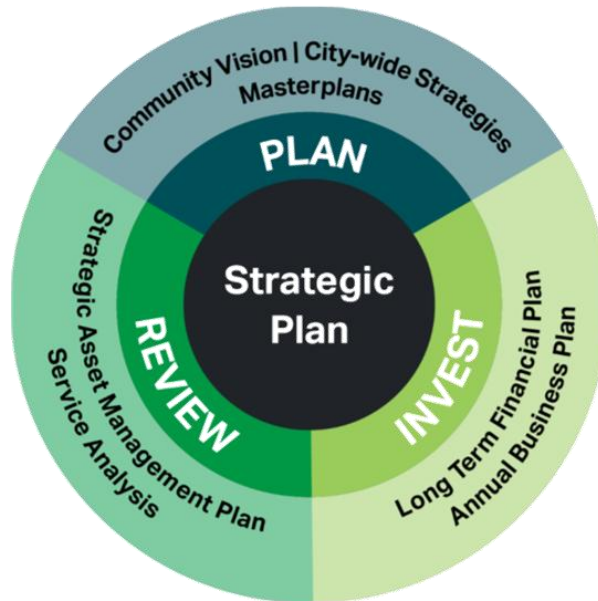 Community Vision | City-wide Strategies
Masterplans
PLAN
Strategic
Plan
INVEST
Long Term Financial Plan
Annual Business Plan
REVIEW
Strategic Asset Management Plan
Service Analysis